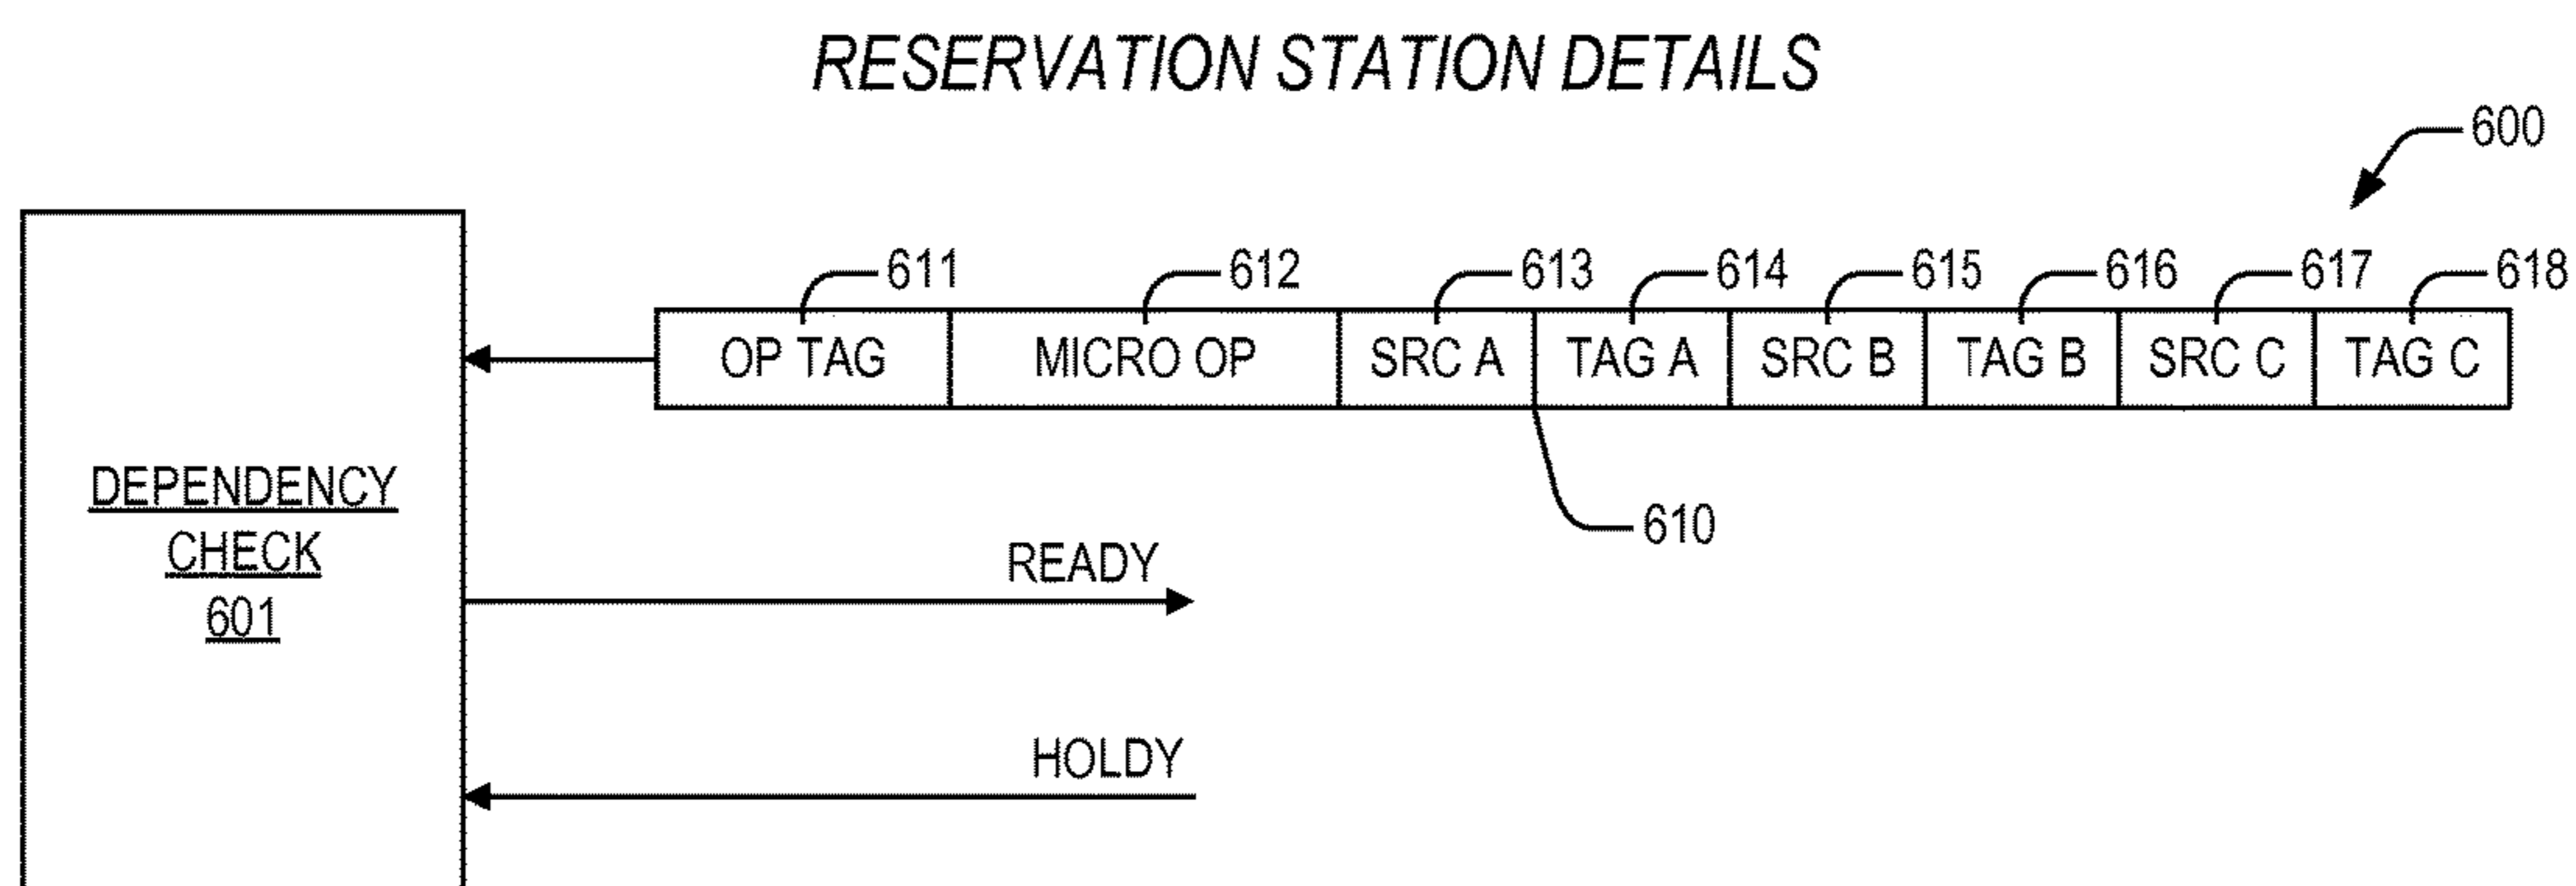 RESERVATION STATION DETAILS
600
611 612 613 614 615 616 617 618
OP TAG MICRO OP SRC A TAG A SRC B TAG B SRC C TAG C
610
DEPENDENCY
CHECK
601
READY
HOLDY